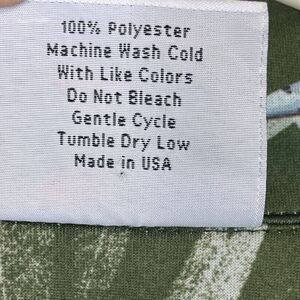 100% Polyester
Machine Wash Cold
With Like Colors
Do Not Bleach
Gentle Cycle
Tumble Dry Low
Made in USA